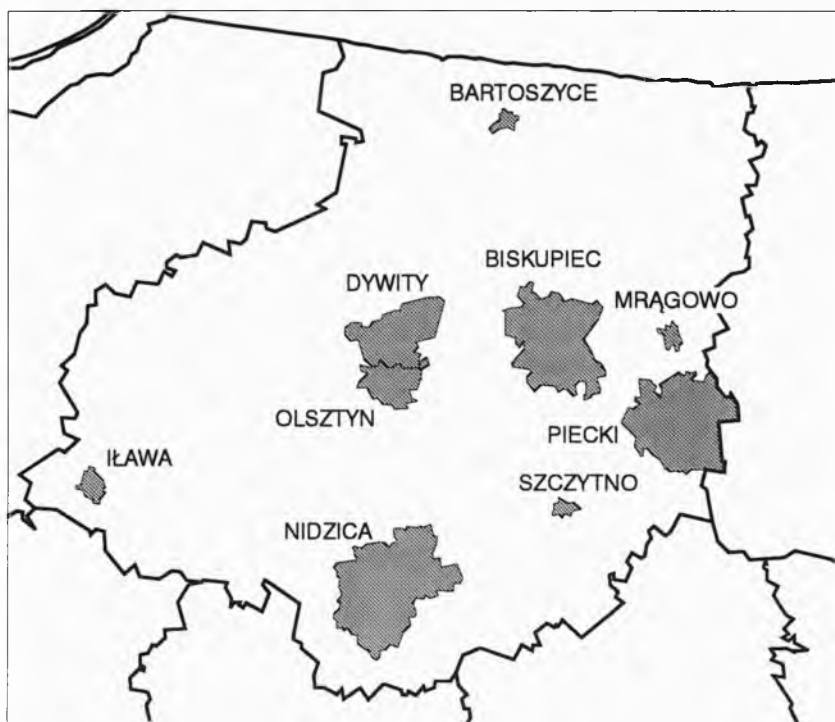 BARTOSZYCE
BISKUPIEC
DYWITY
MRĄGOWO
OLSZTYN
PIECKI
IŁAWA
SZCZYTNO
NIDZICA